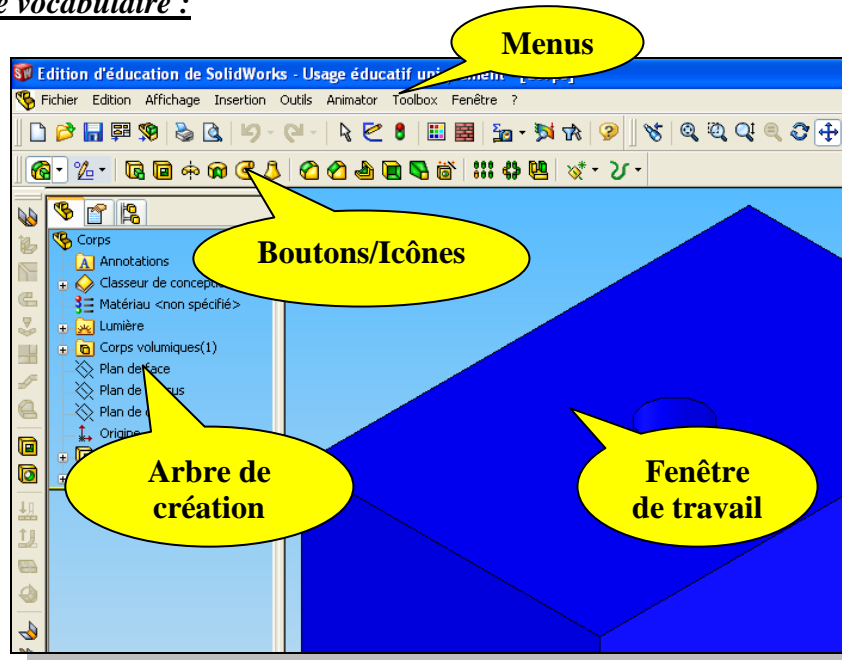 e vocabulaire :
Menus
Edition d'éducation de SolidWorks - Usage éducatif
Fichier Edition Affichage Insertion Outils Animator Toolbox Fenêtre ?
Boutons/Icônes
Corps
Annotations
Classeur de
Matériau <non spécifié>
Lumière
Corps volumiques(1)
Plan de face
Plan de
Plan de
Origine
Arbre de
création
Fenêtre
de travail